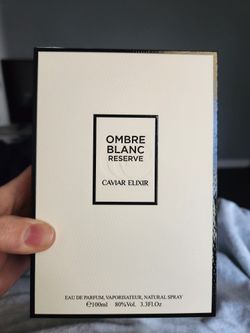 OMBRE
BLANC
RESERVE
CAVIAR ELIXIR
EAU DE PARFUM, VAPORISATEUR, NATURAL SPRAY
℮100ml 80%Vol. 3.3Fl.Oz